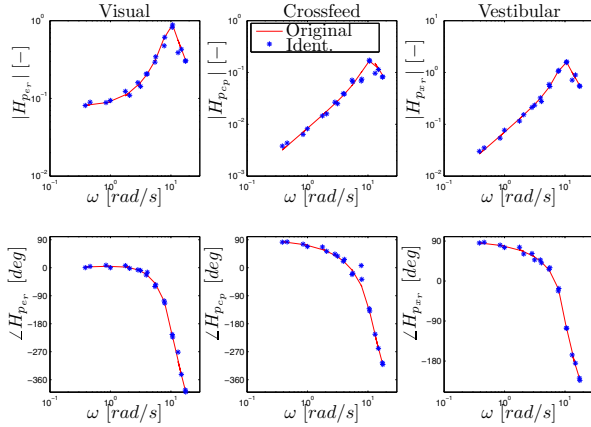 Visual
Crossfeed
Vestibular
Original
Ident.
|H_{p_{e_r}}| [−]
10^0
10^{-1}
10^{-2}
10^{-1} 10^0 10^1
ω [rad/s]
|H_{p_{c_p}}| [−]
10^1
10^0
10^{-1}
10^{-2}
10^{-3}
10^{-1} 10^0 10^1
ω [rad/s]
|H_{p_{x_r}}| [−]
10^1
10^0
10^{-1}
10^{-2}
10^{-1} 10^0 10^1
ω [rad/s]
∠H_{p_{e_r}} [deg]
90
0
-90
-180
-270
-360
10^{-1} 10^0 10^1
ω [rad/s]
∠H_{p_{c_p}} [deg]
90
0
-90
-180
-270
-360
10^{-1} 10^0 10^1
ω [rad/s]
∠H_{p_{x_r}} [deg]
90
0
-90
-180
10^{-1} 10^0 10^1
ω [rad/s]